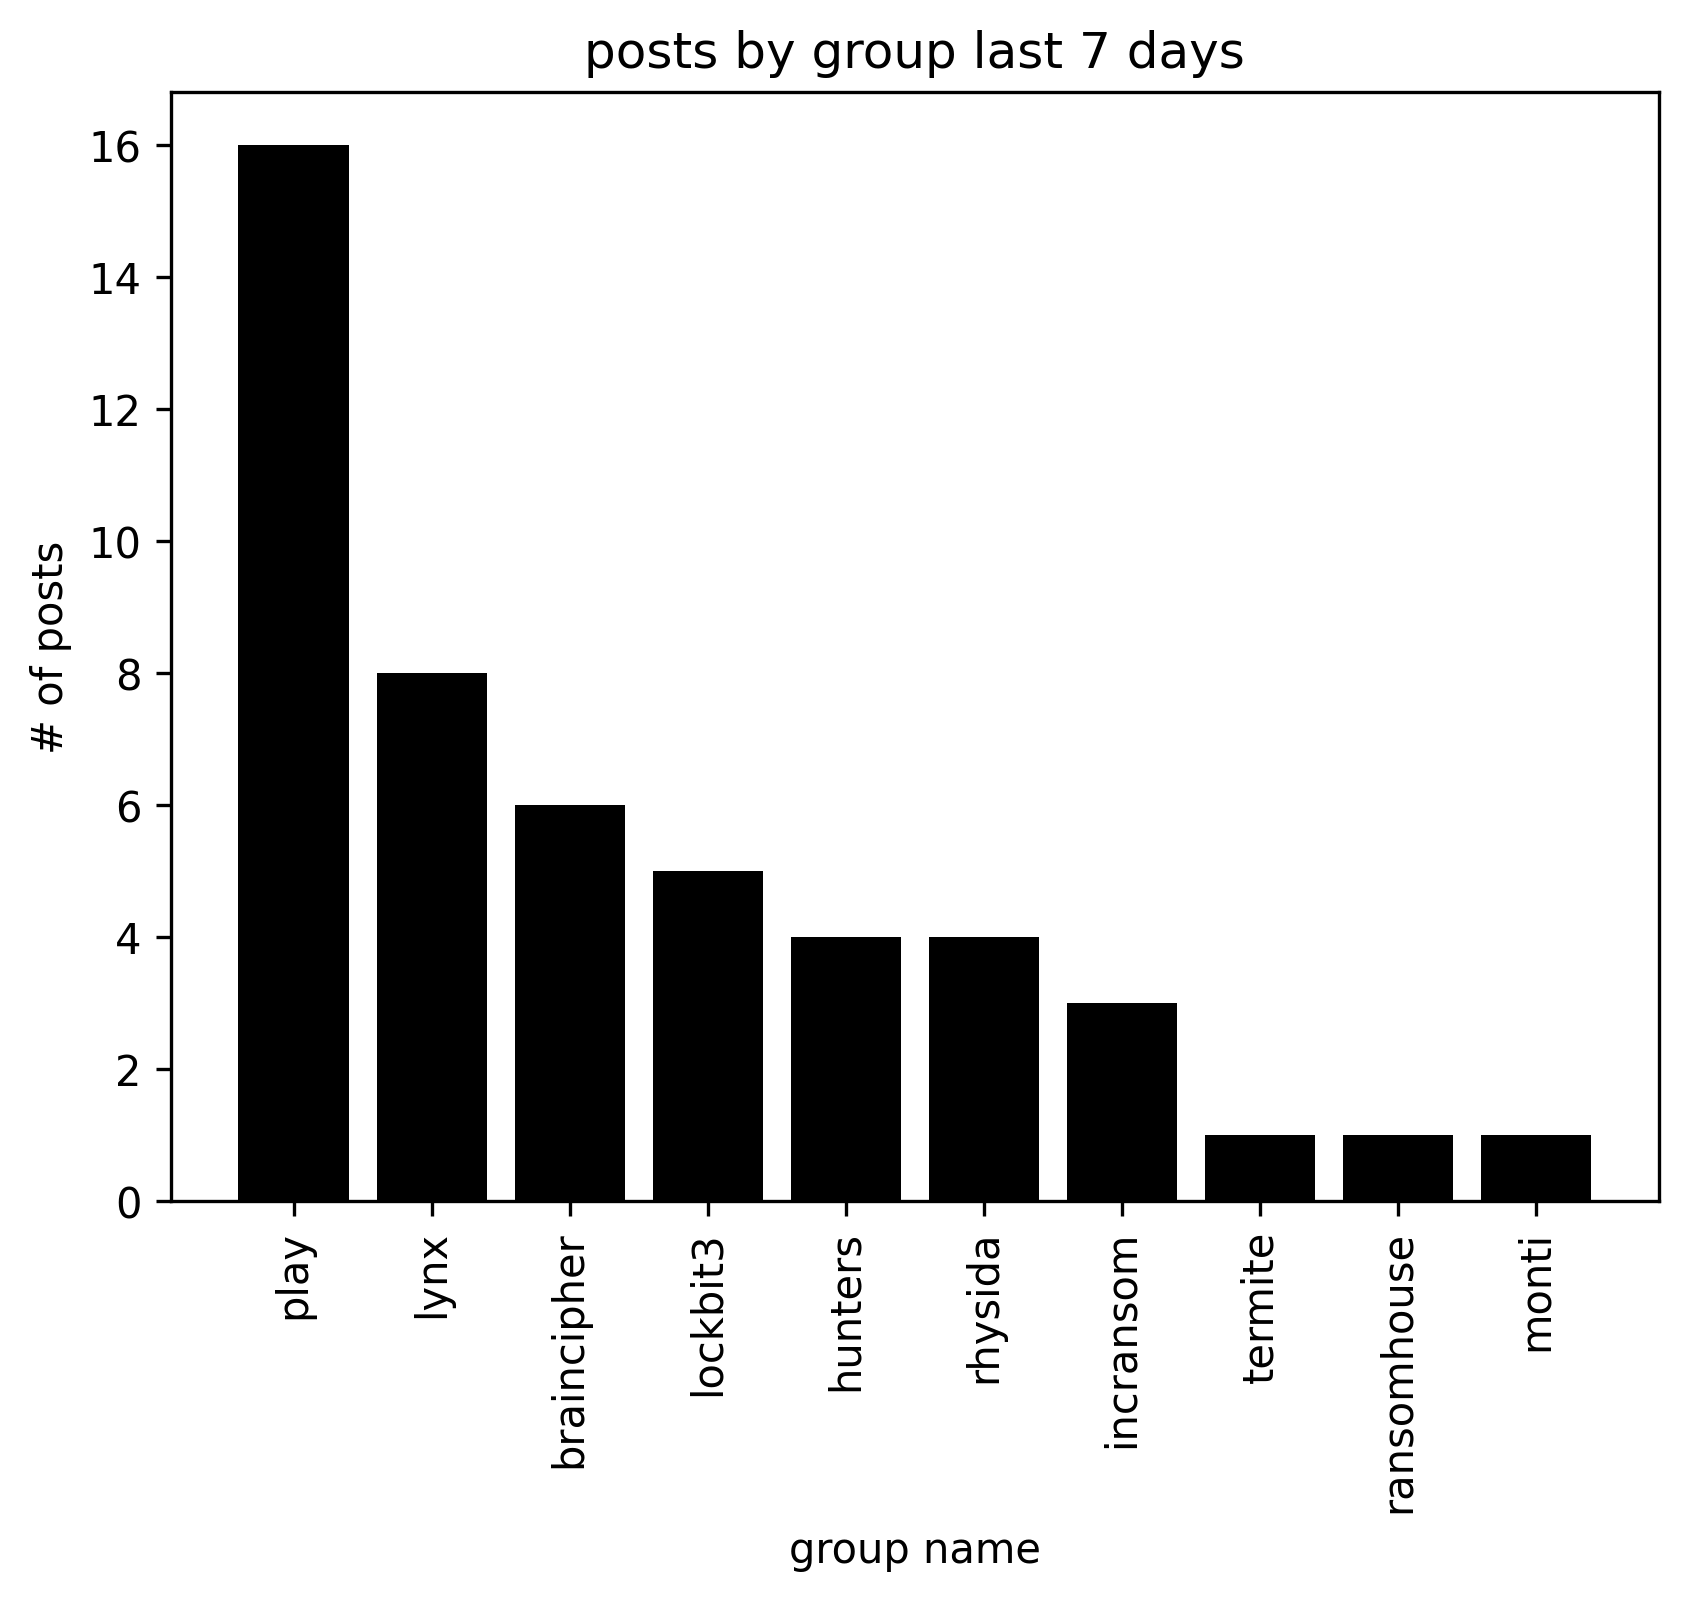 posts by group last 7 days
# of posts
16
14
12
10
8
6
4
2
0
play
lynx
braincipher
lockbit3
hunters
rhysida
incransom
termite
ransomhouse
monti
group name